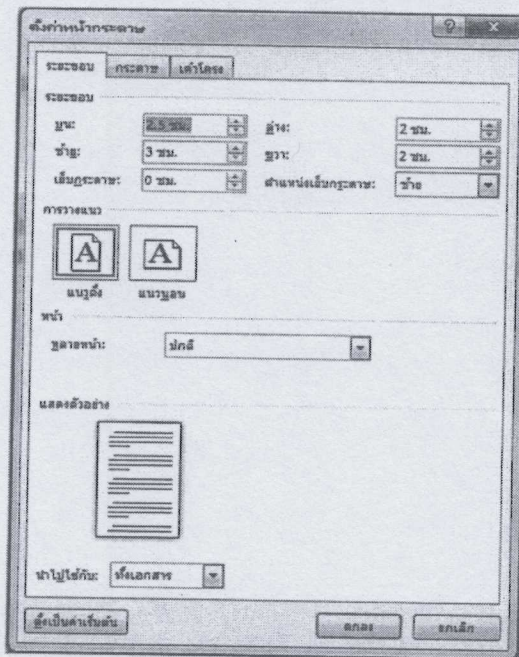 ตั้งค่าหน้ากระดาษ
ระยะขอบ กระดาษ เค้าโครง
ระยะขอบ
บน: 2.5 ซม. ล่าง: 2 ซม.
ซ้าย: 3 ซม. ขวา: 2 ซม.
เย็บกระดาษ: 0 ซม. ตำแหน่งเย็บกระดาษ: ซ้าย
การวางแนว
A A
แนวตั้ง แนวนอน
หน้า
หลายหน้า: ปกติ
แสดงตัวอย่าง
นำไปใช้กับ: ทั้งเอกสาร
ตั้งเป็นค่าเริ่มต้น ตกลง ยกเลิก